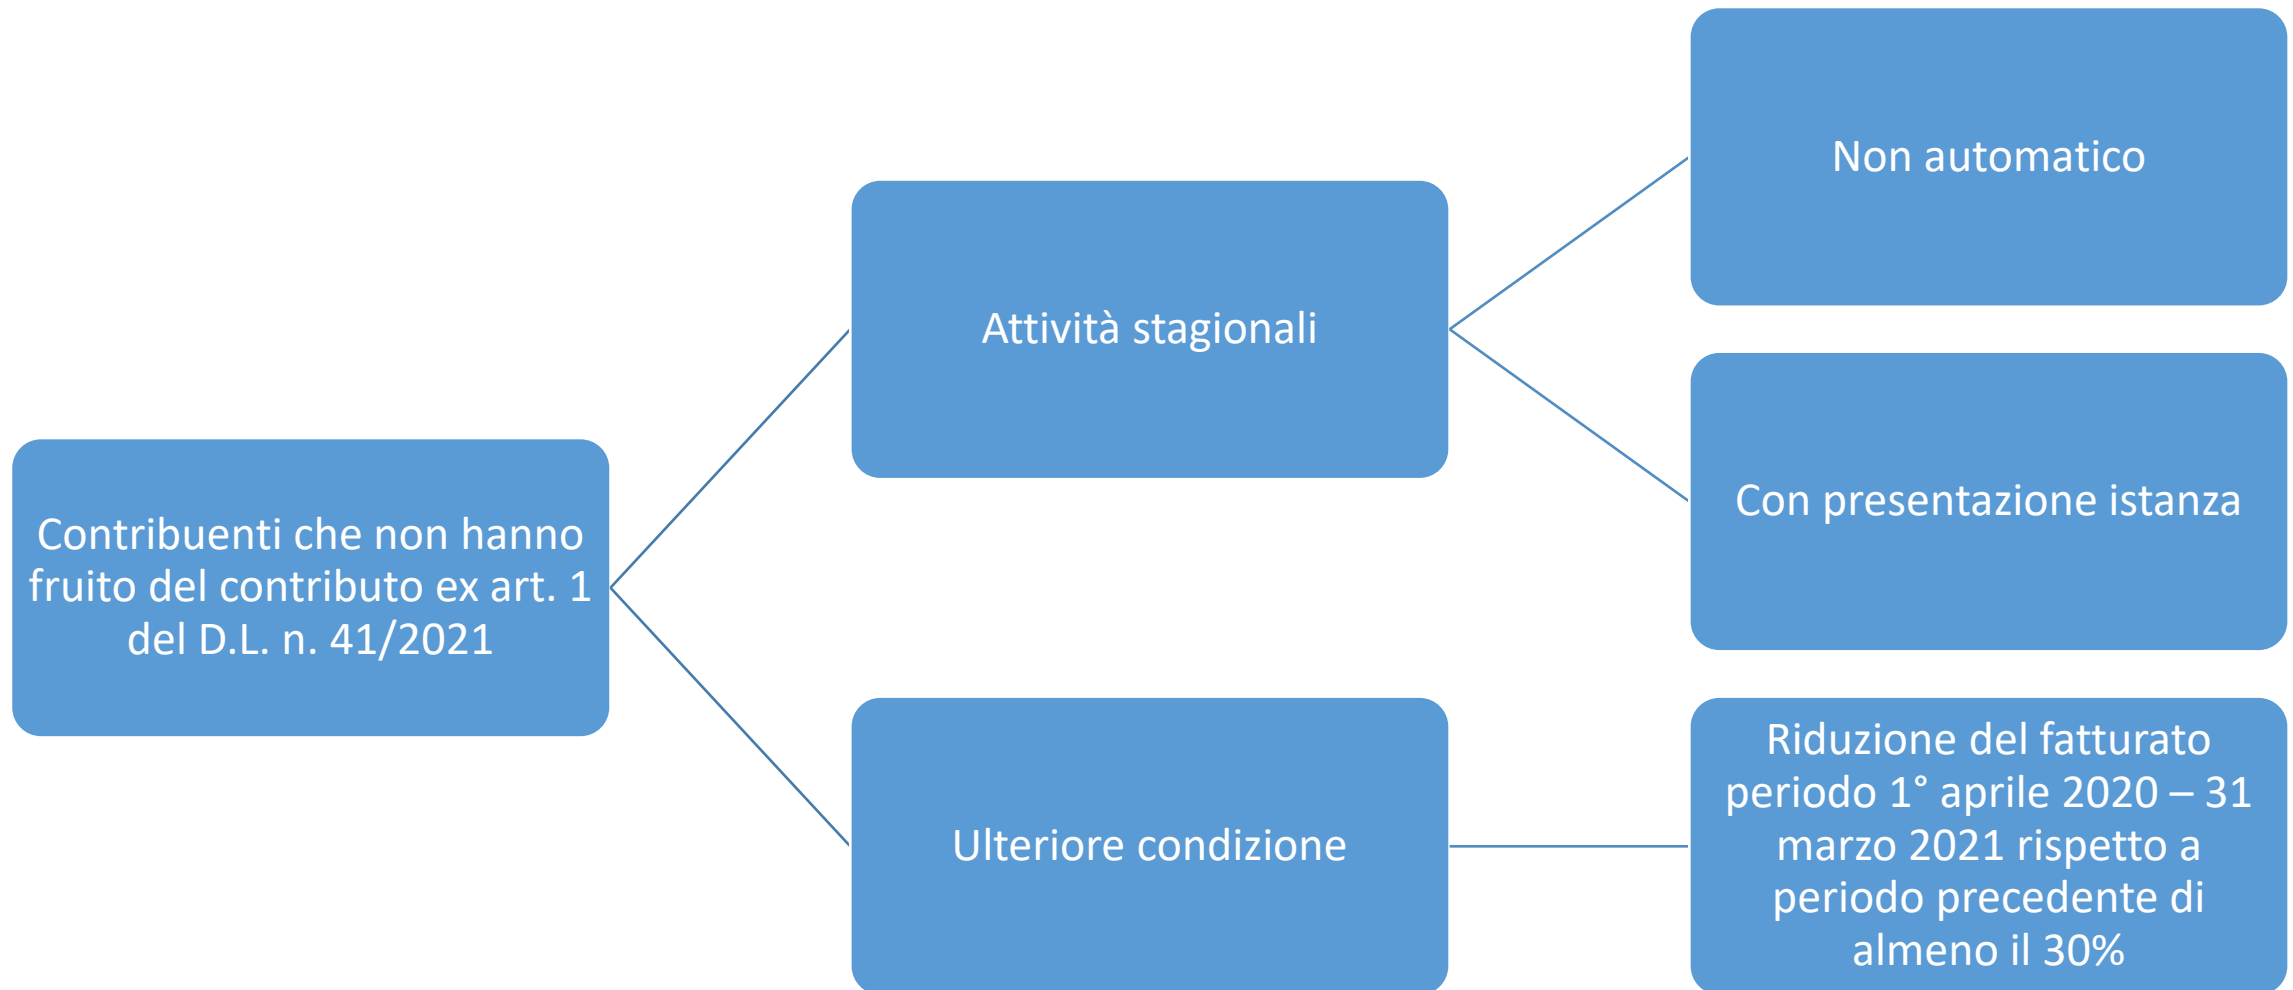 Contribuenti che non hanno
fruito del contributo ex art. 1
del D.L. n. 41/2021
Attività stagionali
Non automatico
Con presentazione istanza
Ulteriore condizione
Riduzione del fatturato
periodo 1° aprile 2020 – 31
marzo 2021 rispetto a
periodo precedente di
almeno il 30%